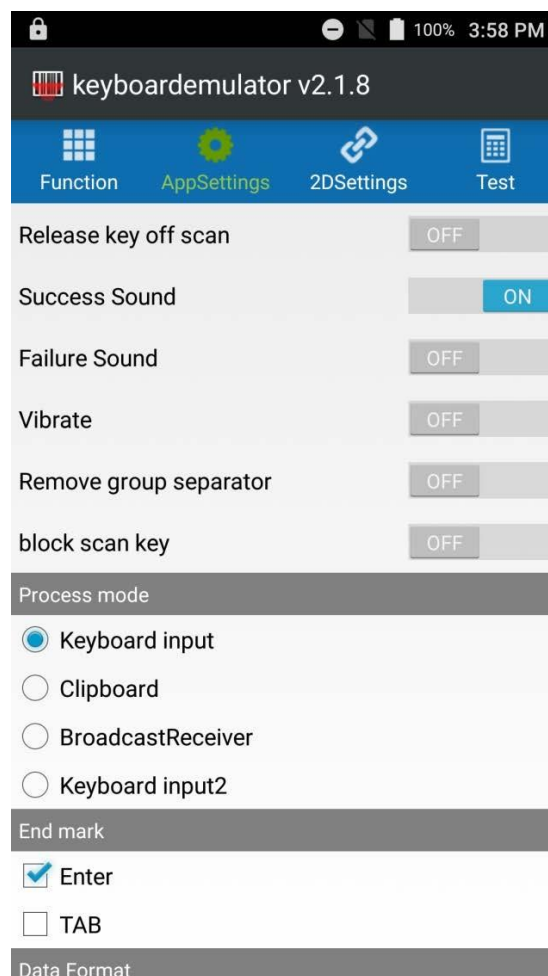 100% 3:58 PM
keyboardemulator v2.1.8
Function AppSettings 2DSettings Test
Release key off scan OFF
Success Sound ON
Failure Sound OFF
Vibrate OFF
Remove group separator OFF
block scan key OFF
Process mode
Keyboard input
Clipboard
BroadcastReceiver
Keyboard input2
End mark
Enter
TAB
Data Format